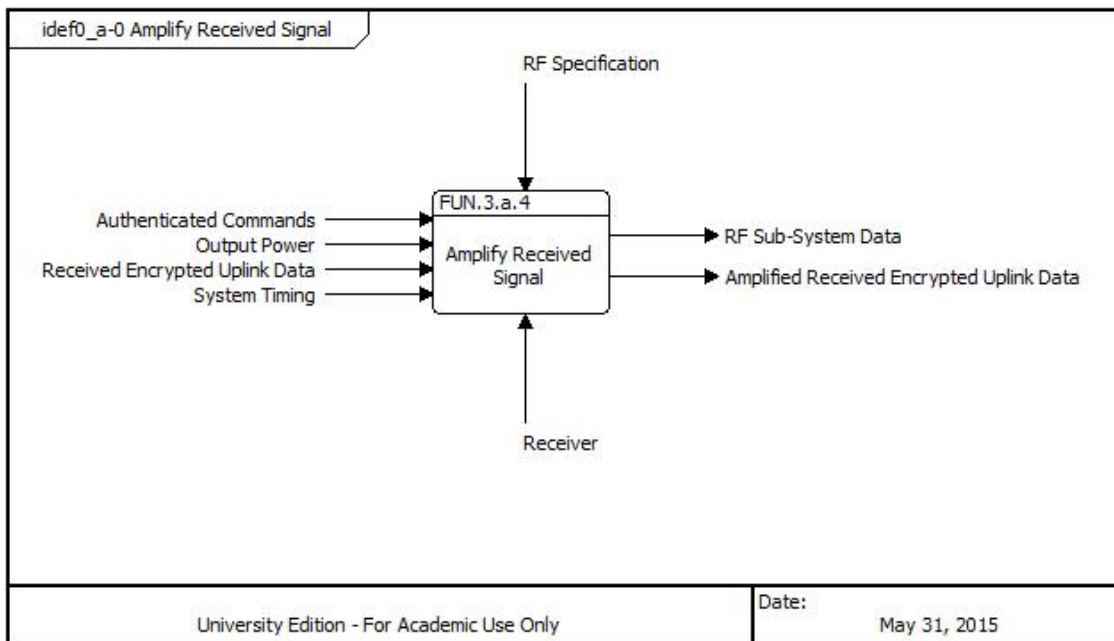 idef0_a-0 Amplify Received Signal
RF Specification
FUN.3.a.4
Amplify Received
Signal
Authenticated Commands
Output Power
Received Encrypted Uplink Data
System Timing
RF Sub-System Data
Amplified Received Encrypted Uplink Data
Receiver
University Edition - For Academic Use Only
Date:
May 31, 2015